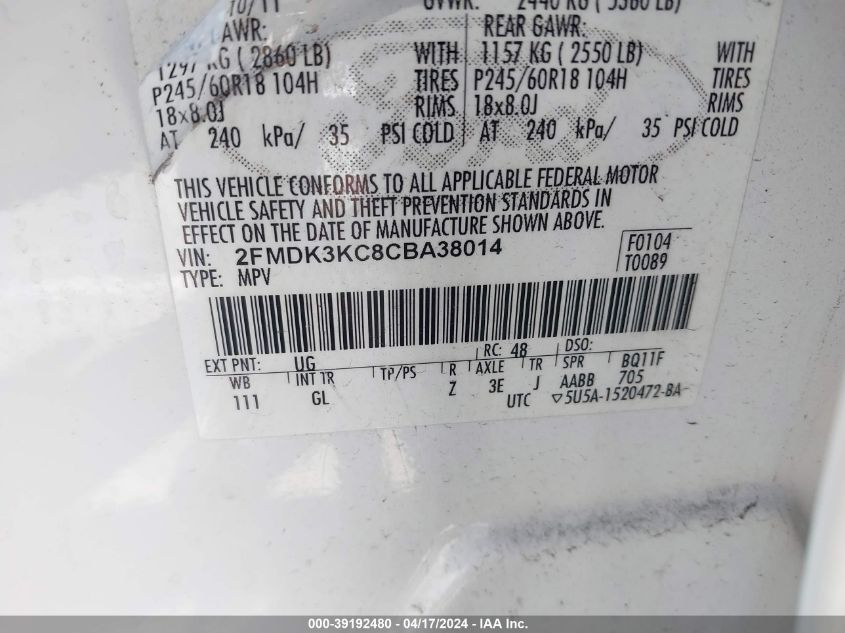 10/11 GVWR: 2440 KG ( 5380 LB)
GAWR: REAR GAWR:
1297 KG ( 2860 LB) WITH 1157 KG ( 2550 LB) WITH
P245/60R18 104H TIRES P245/60R18 104H TIRES
18x8.0J RIMS 18x8.0J RIMS
AT 240 kPa/ 35 PSI COLD AT 240 kPa/ 35 PSI COLD
THIS VEHICLE CONFORMS TO ALL APPLICABLE FEDERAL MOTOR
VEHICLE SAFETY AND THEFT PREVENTION STANDARDS IN
EFFECT ON THE DATE OF MANUFACTURE SHOWN ABOVE.
VIN: 2FMDK3KC8CBA38014 F0104
TYPE: MPV T0089
EXT PNT: UG RC: 48 DSO:
WB INT TR TP/PS R AXLE TR SPR BQ11F
111 GL Z 3E J AABB 705
UTC ▽5U5A-1520472-BA
000-39192480 - 04/17/2024 - IAAI Inc.